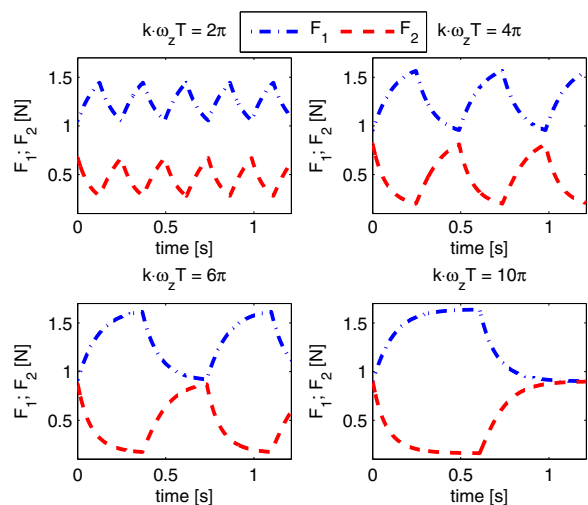 k·ω_zT = 2π
F_1 F_2
k·ω_zT = 4π
F_1; F_2 [N]
1.5
1
0.5
0 0.5 1
time [s]
F_1; F_2 [N]
1.5
1
0.5
0 0.5 1
time [s]
k·ω_zT = 6π
k·ω_zT = 10π
F_1; F_2 [N]
1.5
1
0.5
0 0.5 1
time [s]
F_1; F_2 [N]
1.5
1
0.5
0 0.5 1
time [s]